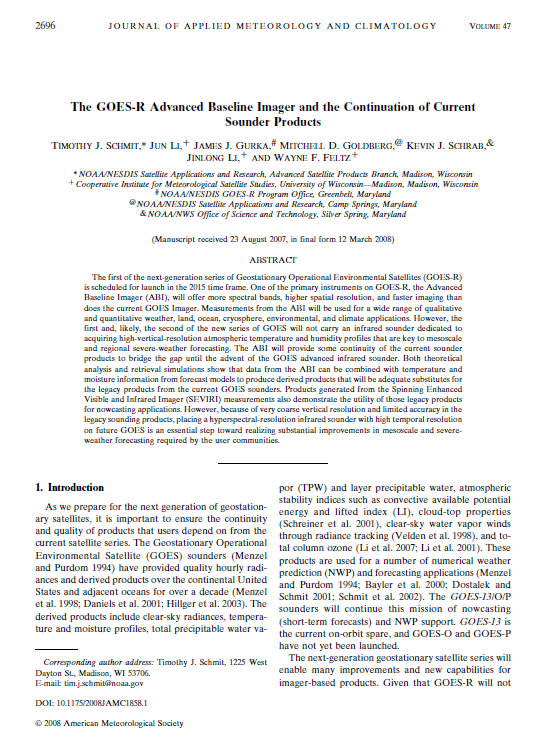 2696
JOURNAL OF APPLIED METEOROLOGY AND CLIMATOLOGY
VOLUME 47
The GOES-R Advanced Baseline Imager and the Continuation of Current
Sounder Products
TIMOTHY J. SCHMIT,* JUN LI,+ JAMES J. GURKA,# MITCHELL D. GOLDBERG,@ KEVIN J. SCHRAB,&
JINLONG LI,+ AND WAYNE F. FELTZ+
* NOAA/NESDIS Satellite Applications and Research, Advanced Satellite Products Branch, Madison, Wisconsin
+ Cooperative Institute for Meteorological Satellite Studies, University of Wisconsin—Madison, Madison, Wisconsin
# NOAA/NESDIS GOES-R Program Office, Greenbelt, Maryland
@ NOAA/NESDIS Satellite Applications and Research, Camp Springs, Maryland
& NOAA/NWS Office of Science and Technology, Silver Spring, Maryland
(Manuscript received 23 August 2007, in final form 12 March 2008)
ABSTRACT
The first of the next-generation series of Geostationary Operational Environmental Satellites (GOES-R)
is scheduled for launch in the 2015 time frame. One of the primary instruments on GOES-R, the Advanced
Baseline Imager (ABI), will offer more spectral bands, higher spatial resolution, and faster imaging than
does the current GOES Imager. Measurements from the ABI will be used for a wide range of qualitative
and quantitative weather, land, ocean, cryosphere, environmental, and climate applications. However, the
first and, likely, the second of the new series of GOES will not carry an infrared sounder dedicated to
acquiring high-vertical-resolution atmospheric temperature and humidity profiles that are key to mesoscale
and regional severe-weather forecasting. The ABI will provide some continuity of the current sounder
products to bridge the gap until the advent of the GOES advanced infrared sounder. Both theoretical
analysis and retrieval simulations show that data from the ABI can be combined with temperature and
moisture information from forecast models to produce derived products that will be adequate substitutes for
the legacy products from the current GOES sounders. Products generated from the Spinning Enhanced
Visible and Infrared Imager (SEVIRI) measurements also demonstrate the utility of those legacy products
for nowcasting applications. However, because of very coarse vertical resolution and limited accuracy in the
legacy sounding products, placing a hyperspectral-resolution infrared sounder with high temporal resolution
on future GOES is an essential step toward realizing substantial improvements in mesoscale and severe-
weather forecasting required by the user communities.
1. Introduction
As we prepare for the next generation of geostation-
ary satellites, it is important to ensure the continuity
and quality of products that users depend on from the
current satellite series. The Geostationary Operational
Environmental Satellite (GOES) sounders (Menzel
and Purdom 1994) have provided quality hourly radi-
ances and derived products over the continental United
States and adjacent oceans for over a decade (Menzel
et al. 1998; Daniels et al. 2001; Hillger et al. 2003). The
derived products include clear-sky radiances, tempera-
ture and moisture profiles, total precipitable water va-
Corresponding author address: Timothy J. Schmit, 1225 West
Dayton St., Madison, WI 53706.
E-mail: tim.j.schmit@noaa.gov
DOI: 10.1175/2008JAMC1858.1
© 2008 American Meteorological Society
por (TPW) and layer precipitable water, atmospheric
stability indices such as convective available potential
energy and lifted index (LI), cloud-top properties
(Schreiner et al. 2001), clear-sky water vapor winds
through radiance tracking (Velden et al. 1998), and to-
tal column ozone (Li et al. 2007; Li et al. 2001). These
products are used for a number of numerical weather
prediction (NWP) and forecasting applications (Menzel
and Purdom 1994; Bayler et al. 2000; Dostalek and
Schmit 2001; Schmit et al. 2002). The GOES-13/O/P
sounders will continue this mission of nowcasting
(short-term forecasts) and NWP support. GOES-13 is
the current on-orbit spare, and GOES-O and GOES-P
have not yet been launched.
The next-generation geostationary satellite series will
enable many improvements and new capabilities for
imager-based products. Given that GOES-R will not